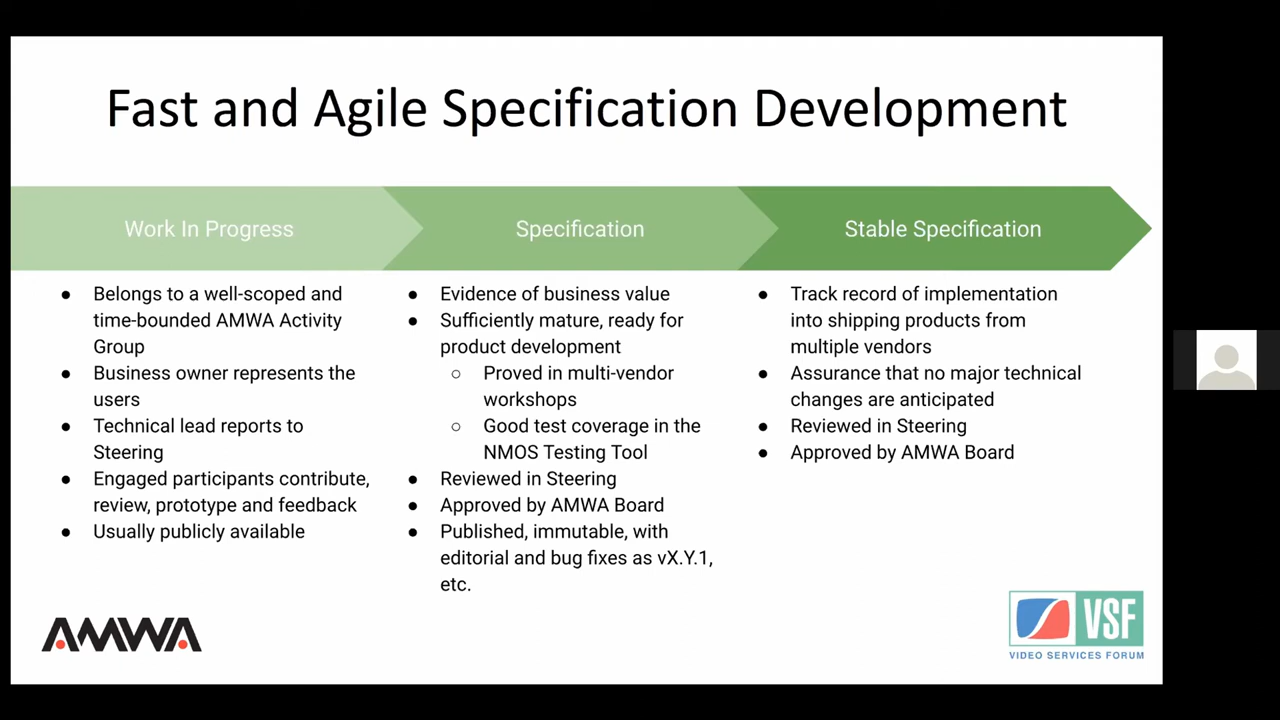 Fast and Agile Specification Development
Work In Progress
Specification
Stable Specification
● Belongs to a well-scoped and
time-bounded AMWA Activity
Group
● Business owner represents the
users
● Technical lead reports to
Steering
● Engaged participants contribute,
review, prototype and feedback
● Usually publicly available
● Evidence of business value
● Sufficiently mature, ready for
product development
○ Proved in multi-vendor
workshops
○ Good test coverage in the
NMOS Testing Tool
● Reviewed in Steering
● Approved by AMWA Board
● Published, immutable, with
editorial and bug fixes as vX.Y.1,
etc.
● Track record of implementation
into shipping products from
multiple vendors
● Assurance that no major technical
changes are anticipated
● Reviewed in Steering
● Approved by AMWA Board
AMWA
VSF
VIDEO SERVICES FORUM